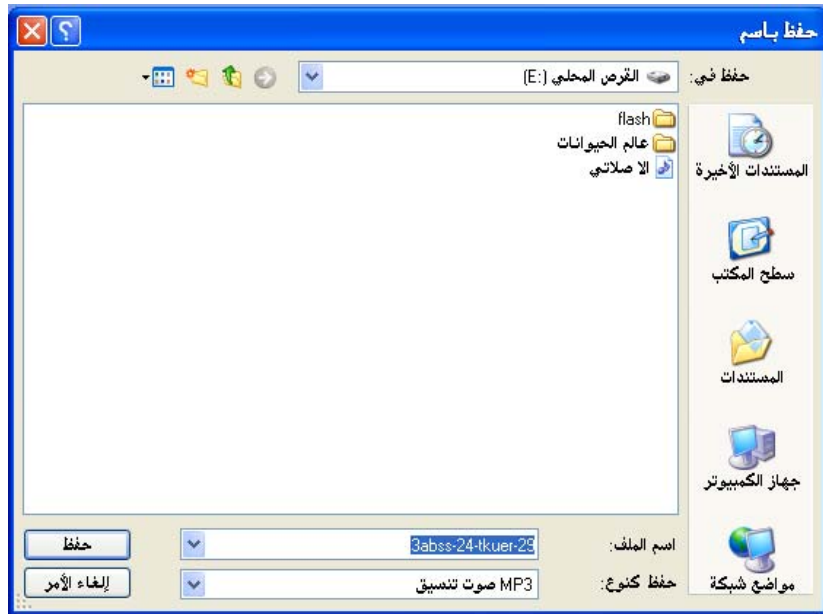 حفظ باسم
حفظ في: القرص المحلي (E:)
flash
عالم الحيوانات
الا صلاتي
المستندات الأخيرة
سطح المكتب
المستندات
جهاز الكمبيوتر
مواضع شبكة
اسم الملف: 3abss-24-tkuer-29
حفظ
حفظ كنوع: MP3 صوت تنسيق
إلغاء الأمر